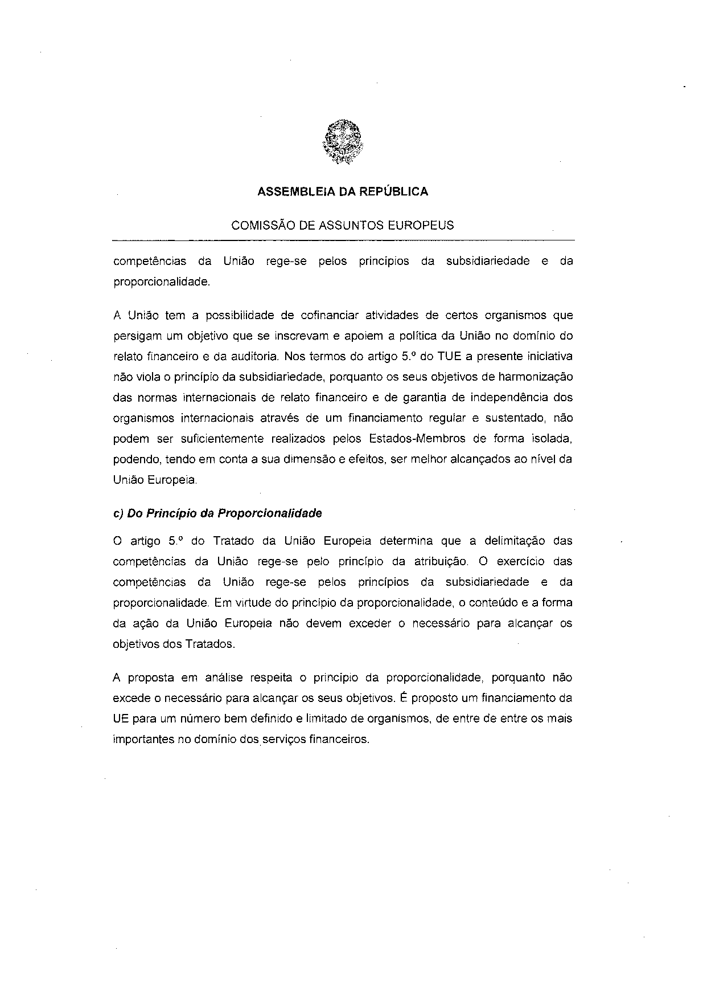 ASSEMBLEIA DA REPÚBLICA
COMISSÃO DE ASSUNTOS EUROPEUS
competências da União rege-se pelos princípios da subsidiariedade e da
proporcionalidade.
A União tem a possibilidade de cofinanciar atividades de certos organismos que
persigam um objetivo que se inscrevam e apoiem a política da União no domínio do
relato financeiro e da auditoria. Nos termos do artigo 5.º do TUE a presente iniciativa
não viola o princípio da subsidiariedade, porquanto os seus objetivos de harmonização
das normas internacionais de relato financeiro e de garantia de independência dos
organismos internacionais através de um financiamento regular e sustentado, não
podem ser suficientemente realizados pelos Estados-Membros de forma isolada,
podendo, tendo em conta a sua dimensão e efeitos, ser melhor alcançados ao nível da
União Europeia.
c) Do Princípio da Proporcionalidade
O artigo 5.º do Tratado da União Europeia determina que a delimitação das
competências da União rege-se pelo princípio da atribuição. O exercício das
competências da União rege-se pelos princípios da subsidiariedade e da
proporcionalidade. Em virtude do princípio da proporcionalidade, o conteúdo e a forma
da ação da União Europeia não devem exceder o necessário para alcançar os
objetivos dos Tratados.
A proposta em análise respeita o princípio da proporcionalidade, porquanto não
excede o necessário para alcançar os seus objetivos. É proposto um financiamento da
UE para um número bem definido e limitado de organismos, de entre de entre os mais
importantes no domínio dos serviços financeiros.